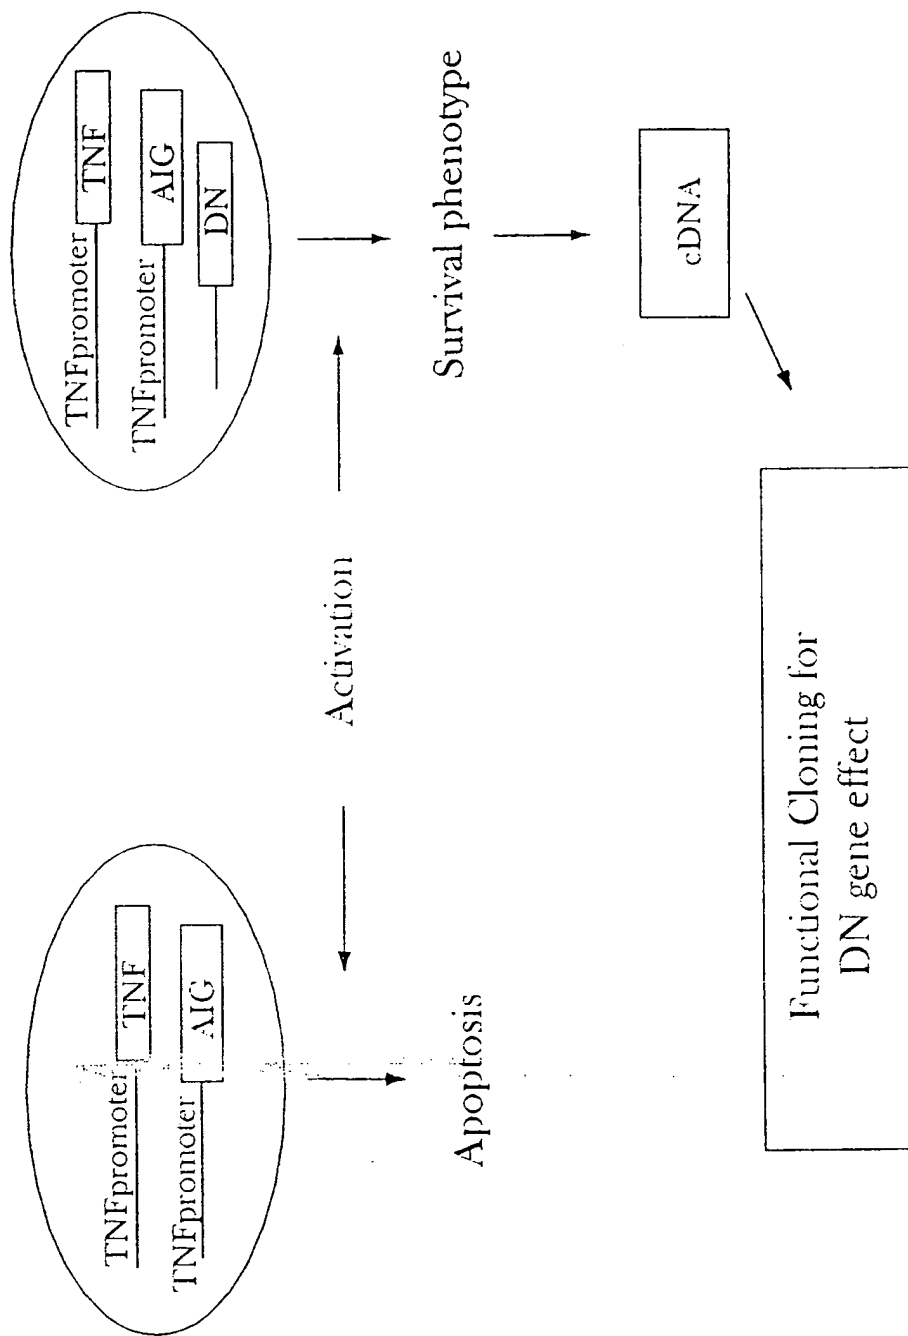 TNFpromoter
TNF
TNFpromoter
AIG
TNFpromoter
TNF
TNFpromoter
AIG
DN
Activation
Apoptosis
Survival phenotype
cDNA
Functional Cloning for
DN gene effect